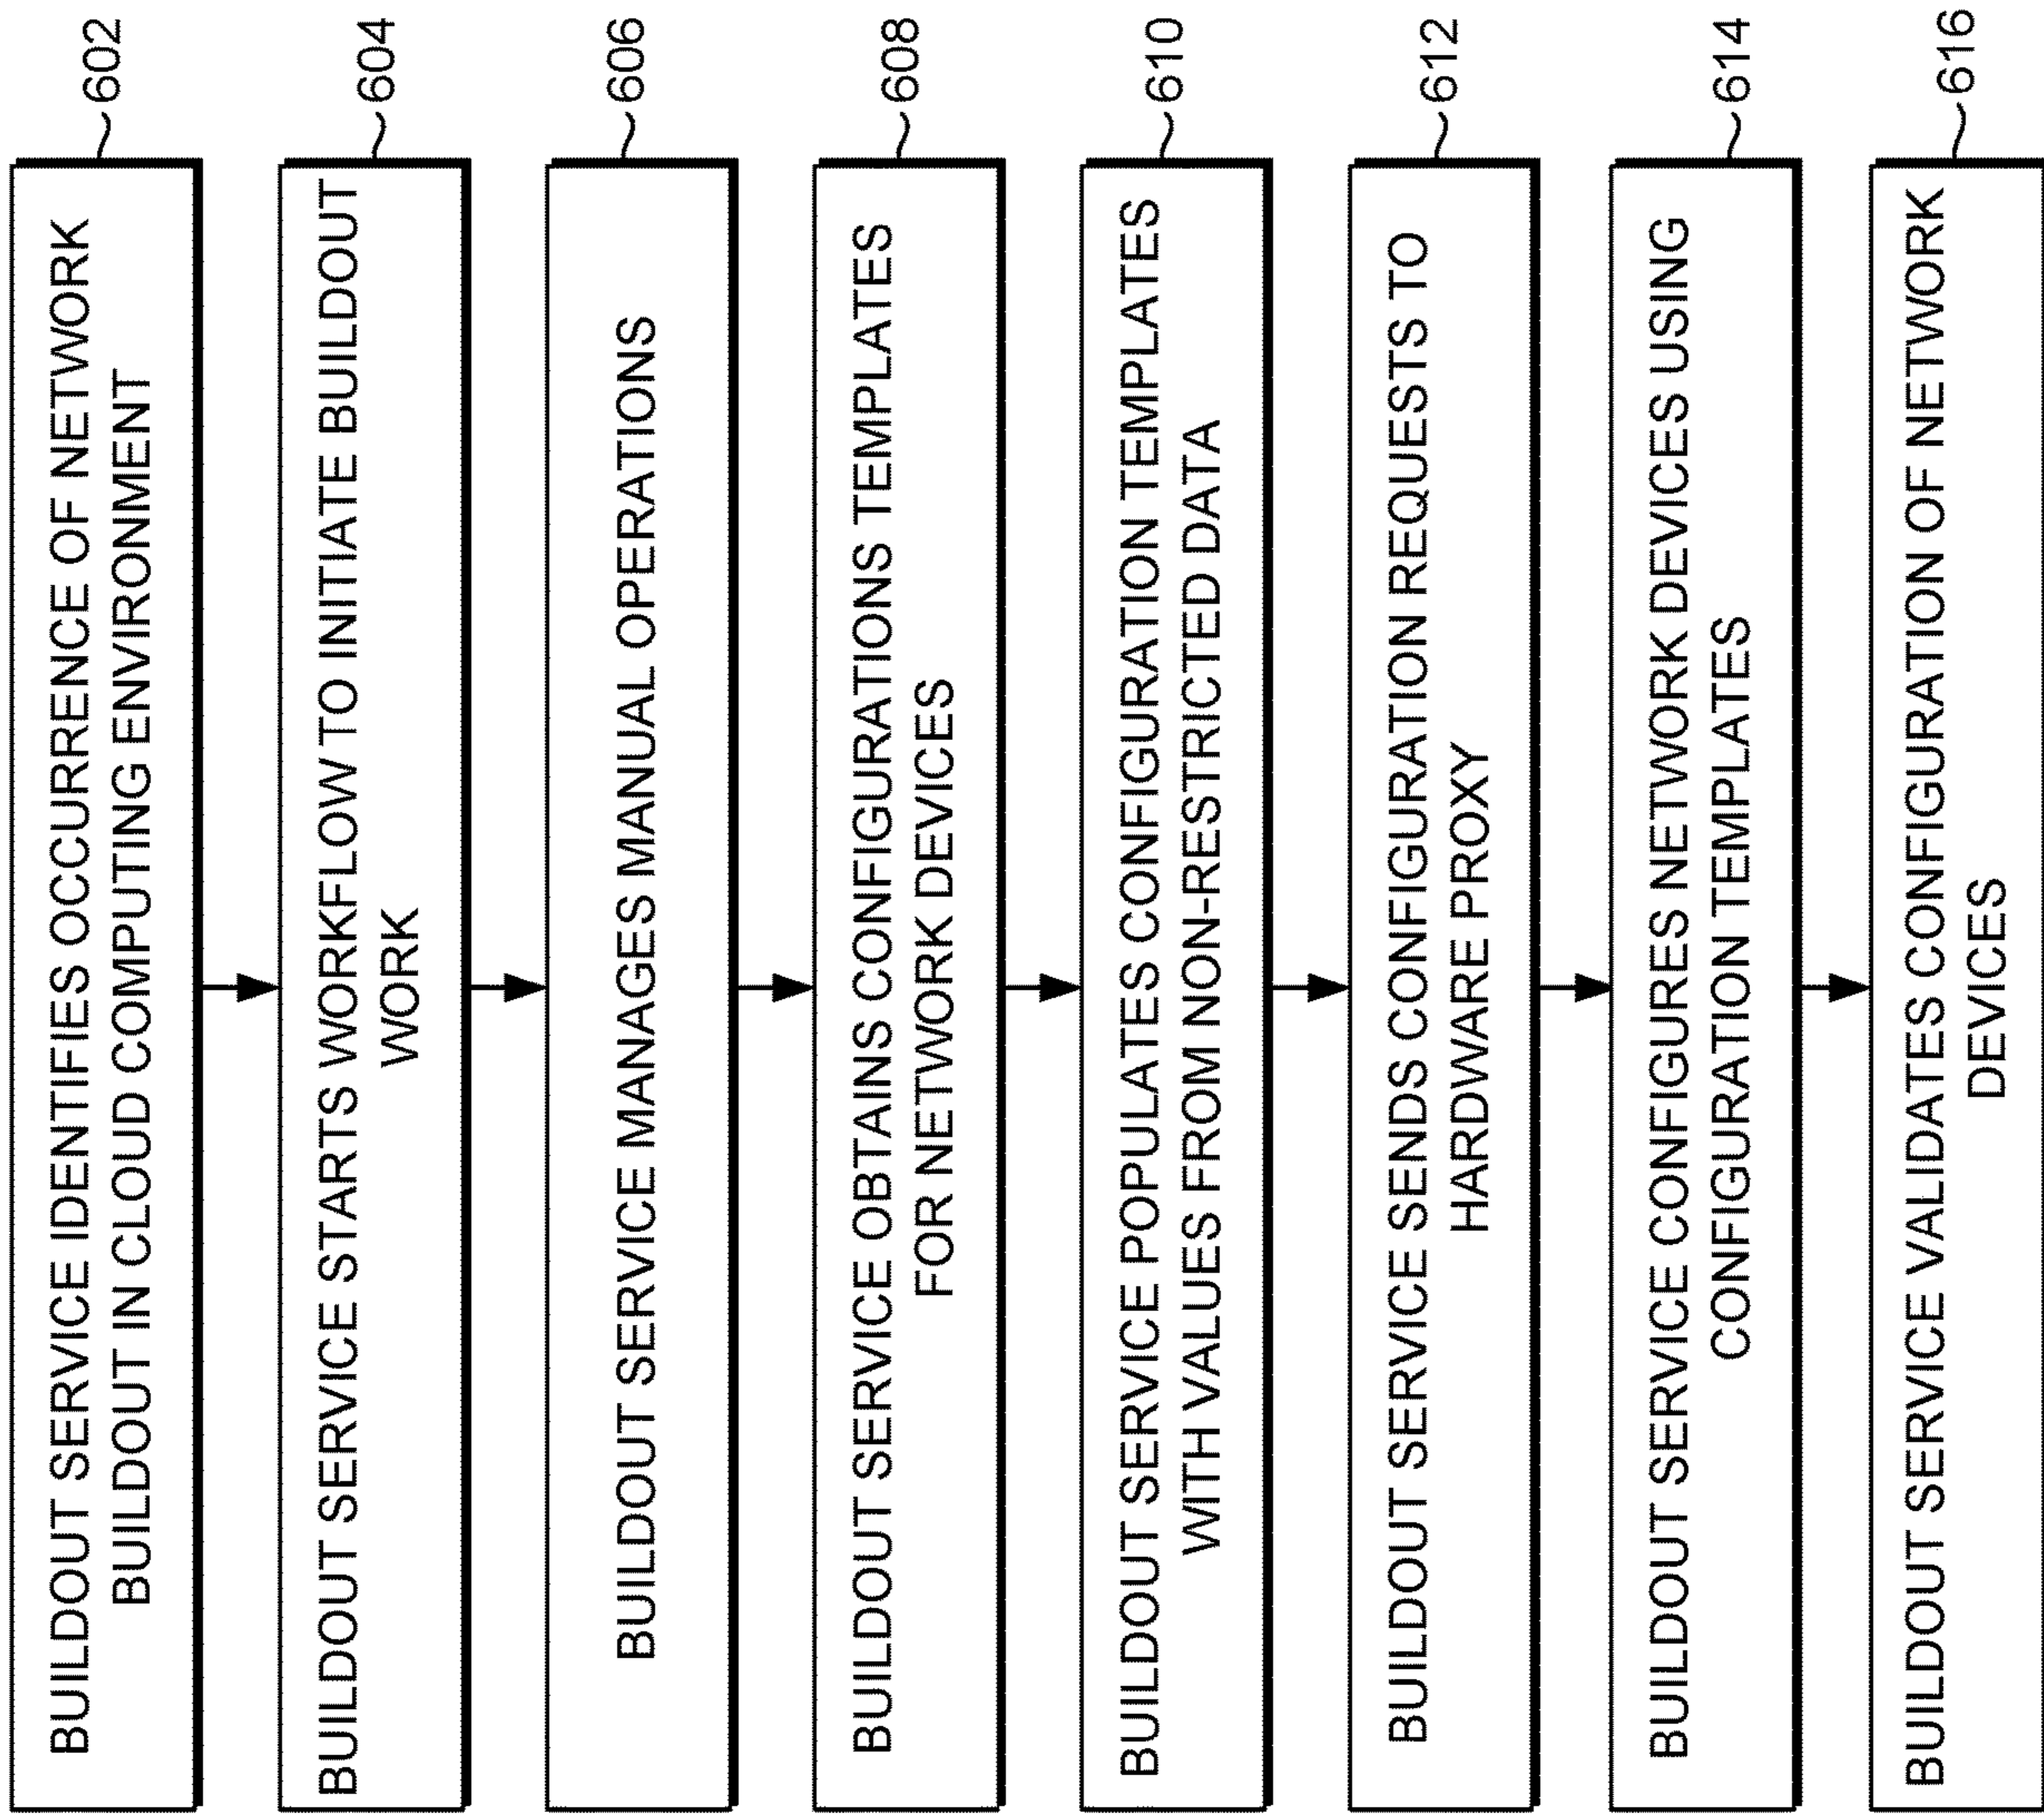 BUILDOUT SERVICE IDENTIFIES OCCURRENCE OF NETWORK
BUILDOUT IN CLOUD COMPUTING ENVIRONMENT
602
BUILDOUT SERVICE STARTS WORKFLOW TO INITIATE BUILDOUT
WORK
604
BUILDOUT SERVICE MANAGES MANUAL OPERATIONS
606
BUILDOUT SERVICE OBTAINS CONFIGURATIONS TEMPLATES
FOR NETWORK DEVICES
608
BUILDOUT SERVICE POPULATES CONFIGURATION TEMPLATES
WITH VALUES FROM NON-RESTRICTED DATA
610
BUILDOUT SERVICE SENDS CONFIGURATION REQUESTS TO
HARDWARE PROXY
612
BUILDOUT SERVICE CONFIGURES NETWORK DEVICES USING
CONFIGURATION TEMPLATES
614
BUILDOUT SERVICE VALIDATES CONFIGURATION OF NETWORK
DEVICES
616